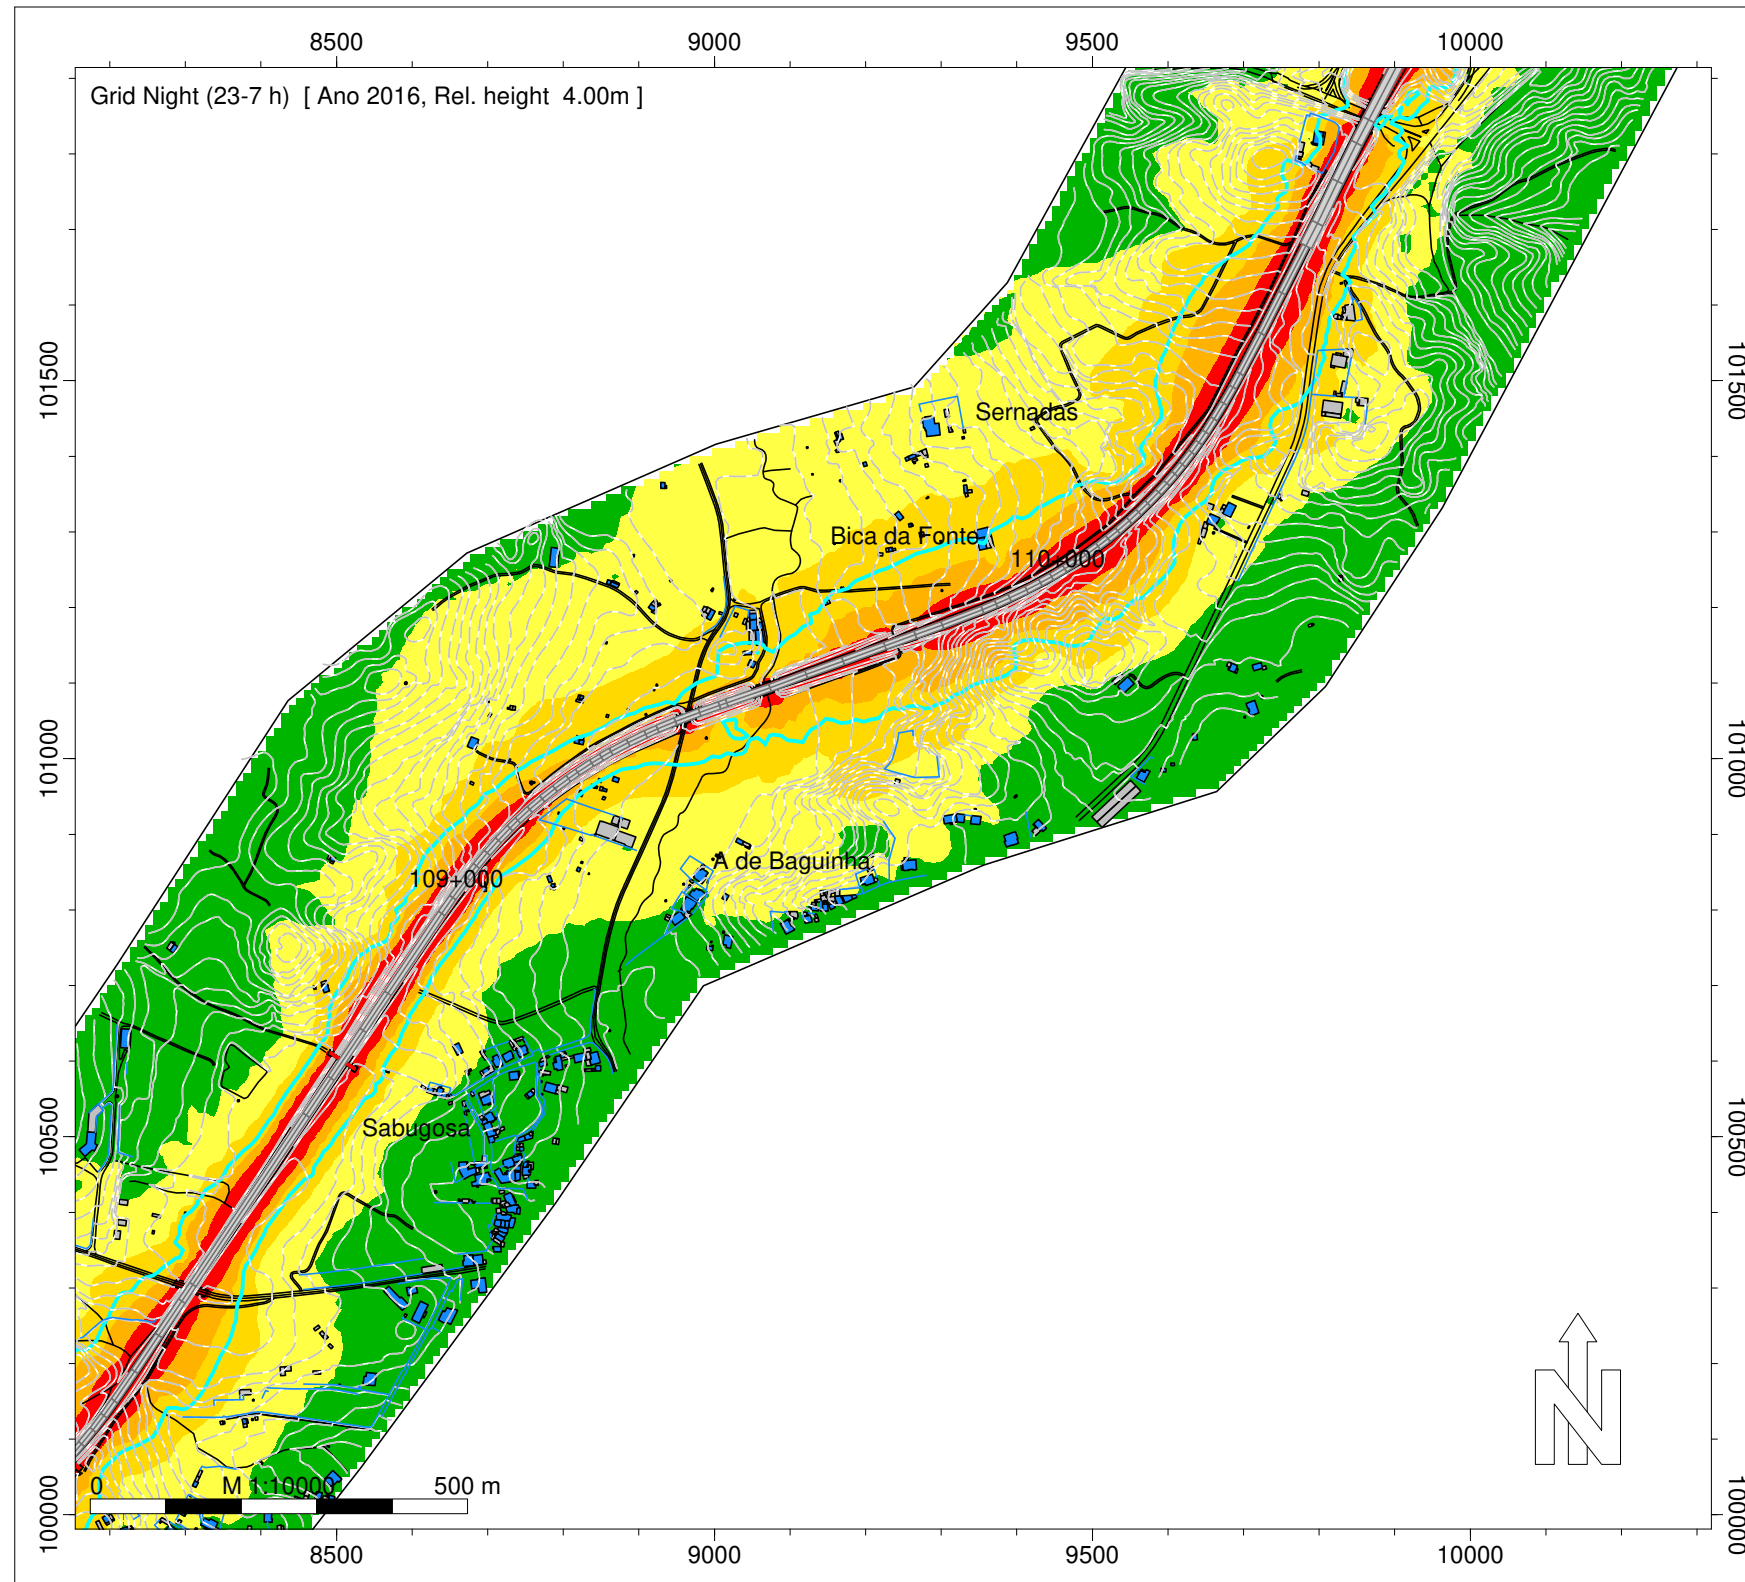 8500 9000 9500 10000
Grid Night (23-7 h) [ Ano 2016, Rel. height 4.00m ]
101500
101500
Sernadas
Bica da Fonte
110+000
101000
101000
A de Baguinha
109+000
100500
100500
Sabugosa
N
0 M 1:10000 500 m
100000
100000
8500 9000 9500 10000